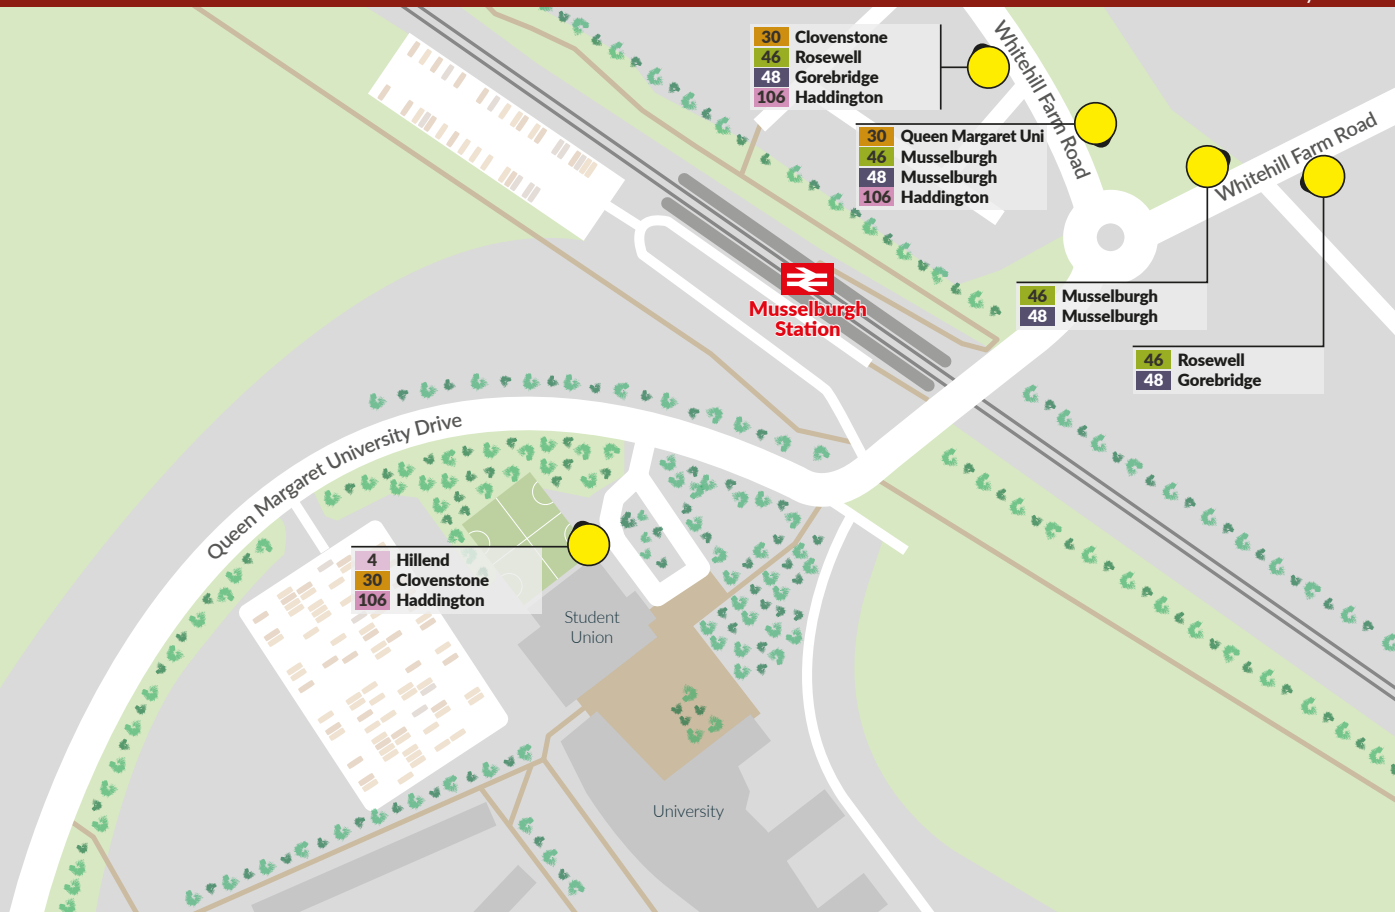 30 Clovenstone
46 Rosewell
48 Gorebridge
106 Haddington
Whitehill Farm Road
30 Queen Margaret Uni
46 Musselburgh
48 Musselburgh
106 Haddington
Whitehill Farm Road
Musselburgh
Station
46 Musselburgh
48 Musselburgh
46 Rosewell
48 Gorebridge
Queen Margaret University Drive
4 Hillend
30 Clovenstone
106 Haddington
Student
Union
University